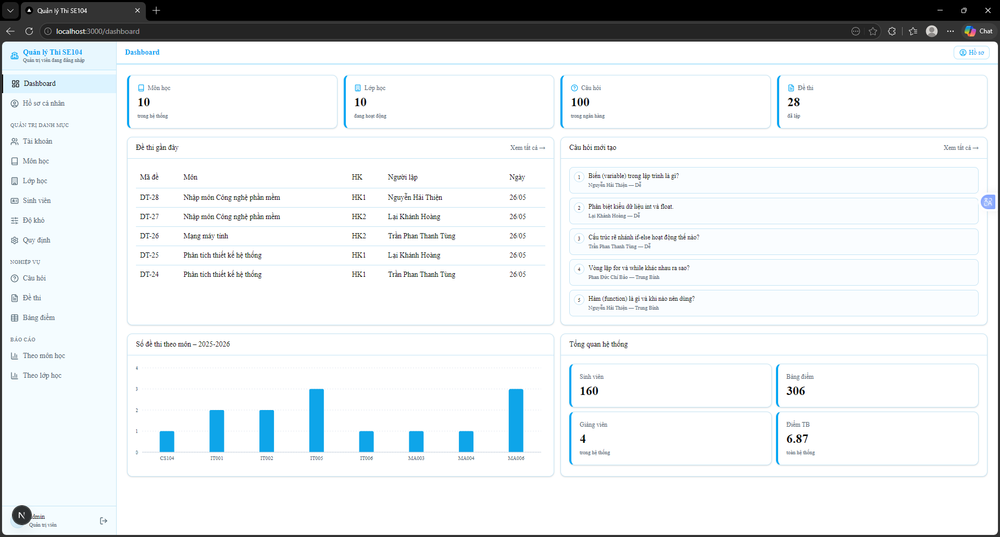 Quản lý Thi SE104
localhost:3000/dashboard
Chat
Quản lý Thi SE104
Quản trị viên đang đăng nhập
Dashboard
Hồ sơ cá nhân
QUẢN TRỊ DANH MỤC
Tài khoản
Môn học
Lớp học
Sinh viên
Độ khó
Quy định
NGHIỆP VỤ
Câu hỏi
Đề thi
Bảng điểm
BÁO CÁO
Theo môn học
Theo lớp học
N
dmin
Quản trị viên
Dashboard
Hồ sơ
Môn học
10
trong hệ thống
Lớp học
10
đang hoạt động
Câu hỏi
100
trong ngân hàng
Đề thi
28
đã lập
Đề thi gần đây
Xem tất cả →
Mã đề Môn HK Người lập Ngày
DT-28 Nhập môn Công nghệ phần mềm HK1 Nguyễn Hải Thiện 26/05
DT-27 Nhập môn Công nghệ phần mềm HK2 Lại Khánh Hoàng 26/05
DT-26 Mạng máy tính HK2 Trần Phan Thanh Tùng 26/05
DT-25 Phân tích thiết kế hệ thống HK1 Lại Khánh Hoàng 26/05
DT-24 Phân tích thiết kế hệ thống HK1 Trần Phan Thanh Tùng 26/05
Câu hỏi mới tạo
Xem tất cả →
1 Biến (variable) trong lập trình là gì?
Nguyễn Hải Thiện — Dễ
2 Phân biệt kiểu dữ liệu int và float.
Lại Khánh Hoàng — Dễ
3 Cấu trúc rẽ nhánh if-else hoạt động thế nào?
Trần Phan Thanh Tùng — Dễ
4 Vòng lặp for và while khác nhau ra sao?
Phan Đức Chí Bảo — Trung Bình
5 Hàm (function) là gì và khi nào nên dùng?
Nguyễn Hải Thiện — Trung Bình
Số đề thi theo môn – 2025-2026
4
3
2
1
0
CS104 IT001 IT002 IT005 IT006 MA003 MA004 MA006
Tổng quan hệ thống
Sinh viên
160
Bảng điểm
306
Giảng viên
4
trong hệ thống
Điểm TB
6.87
toàn hệ thống